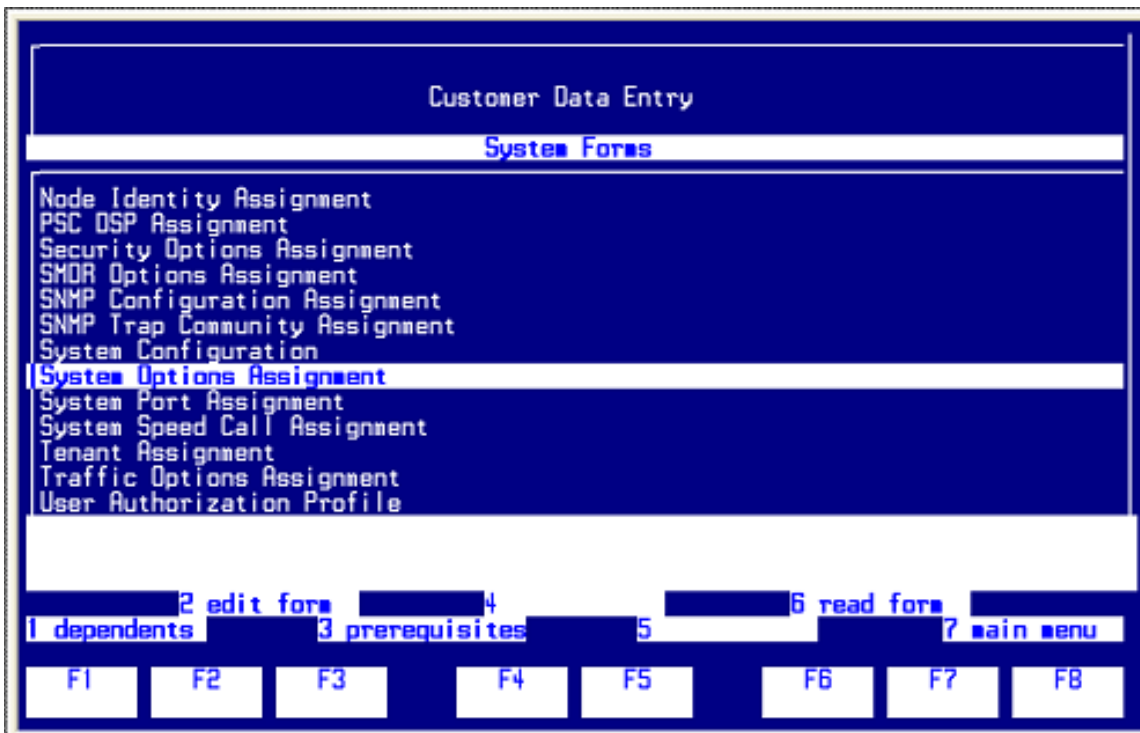 Customer Data Entry
System Forms
Node Identity Assignment
PSC DSP Assignment
Security Options Assignment
SMDR Options Assignment
SNMP Configuration Assignment
SNMP Trap Community Assignment
System Configuration
System Options Assignment
System Port Assignment
System Speed Call Assignment
Tenant Assignment
Traffic Options Assignment
User Authorization Profile
2 edit form 4 6 read form
1 dependents 3 prerequisites 5 7 main menu
F1 F2 F3 F4 F5 F6 F7 F8